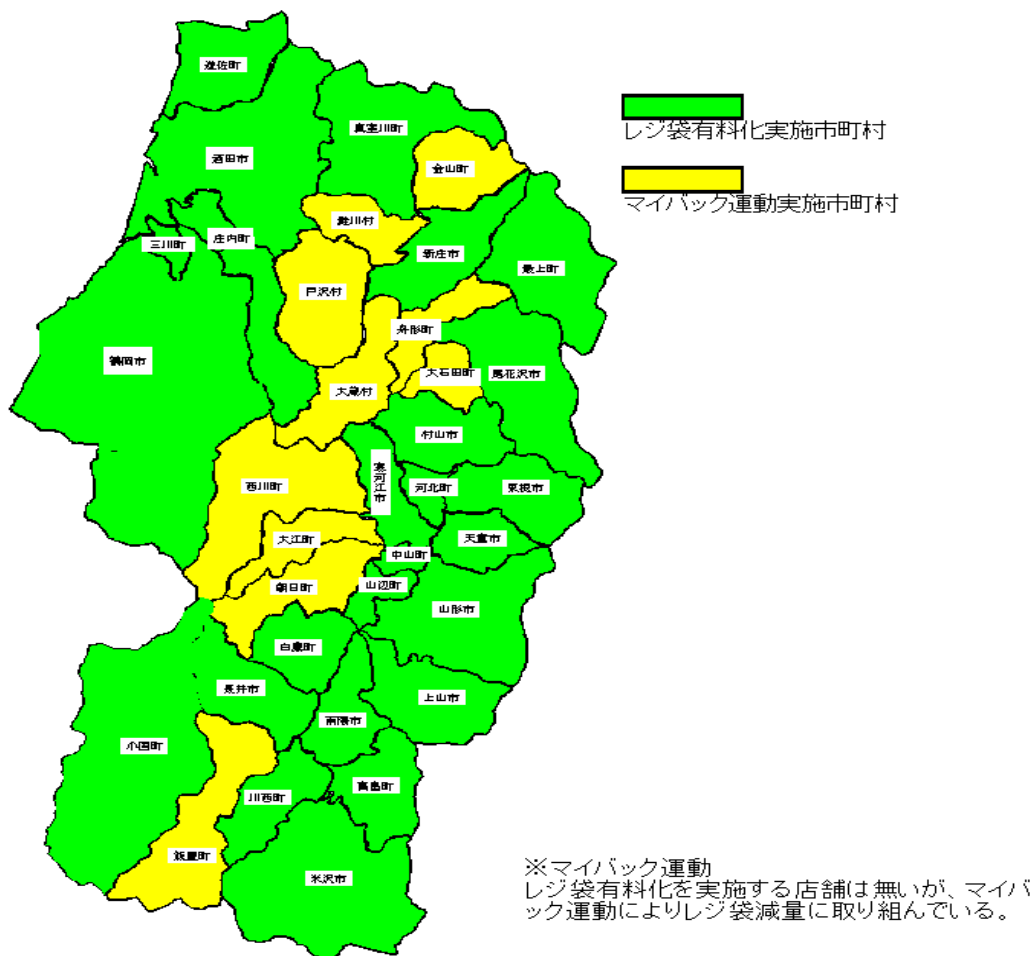 遊佐町
真室川町
レジ袋有料化実施市町村
酒田市
金山町
マイバック運動実施市町村
鮭川村
三川町
庄内町
新庄市
最上町
戸沢村
舟形町
鶴岡市
大石田町
尾花沢市
大蔵村
村山市
寒河江市
西川町
河北町
東根市
大江町
天童市
中山町
朝日町
山辺町
山形市
白鷹町
長井市
上山市
南陽市
小国町
高畠町
川西町
飯豊町
米沢市
※マイバック運動
レジ袋有料化を実施する店舗は無いが、マイバ
ック運動によりレジ袋減量に取り組んでいる。